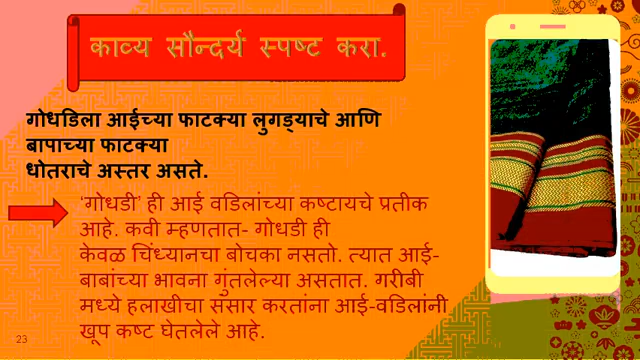 काव्य सौन्दर्य स्पष्ट करा.
गोधडिला आईच्या फाटक्या लुगड्याचे आणि
बापाच्या फाटक्या
धोतराचे अस्तर असते.
‘गोधडी’ ही आई वडिलांच्या कष्टायचे प्रतीक
आहे. कवी म्हणतात- गोधडी ही
केवळ चिंध्यानचा बोचका नसतो. त्यात आई-
बाबांच्या भावना गुंतलेल्या असतात. गरीबी
मध्ये हलाखीचा संसार करतांना आई-वडिलांनी
खूप कष्ट घेतलेले आहे.
23